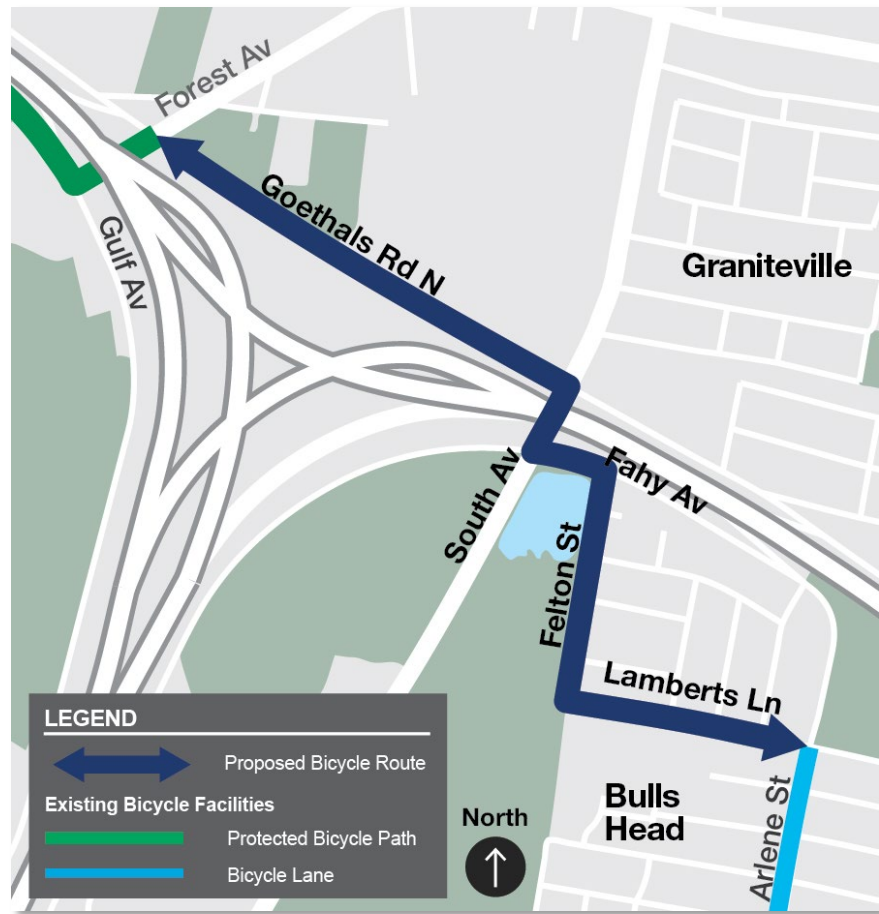 Forest Av
Goethals Rd N
Gulf Av
Graniteville
South Av
Fahy Av
Felton St
Lamberts Ln
Bulls
Head
Arlene St
North
LEGEND
Proposed Bicycle Route
Existing Bicycle Facilities
Protected Bicycle Path
Bicycle Lane